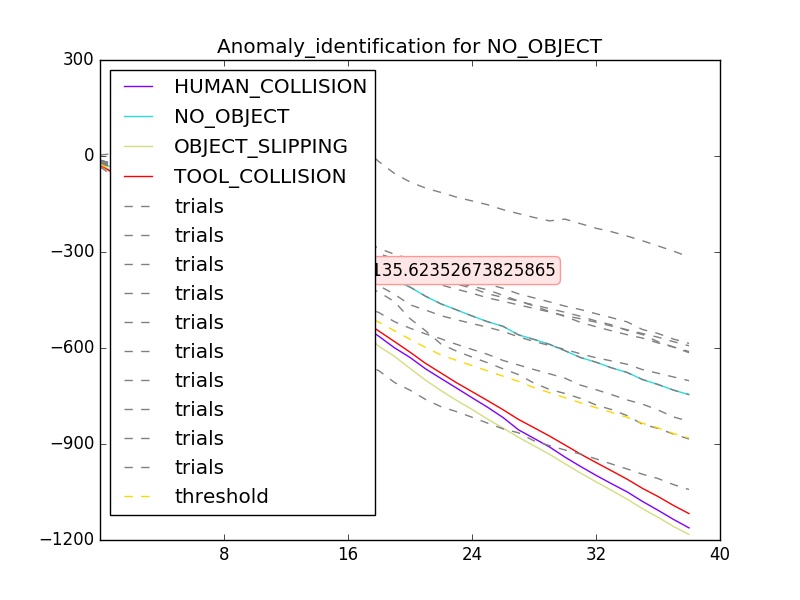 Anomaly_identification for NO_OBJECT
300
0
−300
−600
−900
−1200
HUMAN_COLLISION
NO_OBJECT
OBJECT_SLIPPING
TOOL_COLLISION
trials
trials
trials
trials
trials
trials
trials
trials
trials
trials
threshold
135.62352673825865
8
16
24
32
40